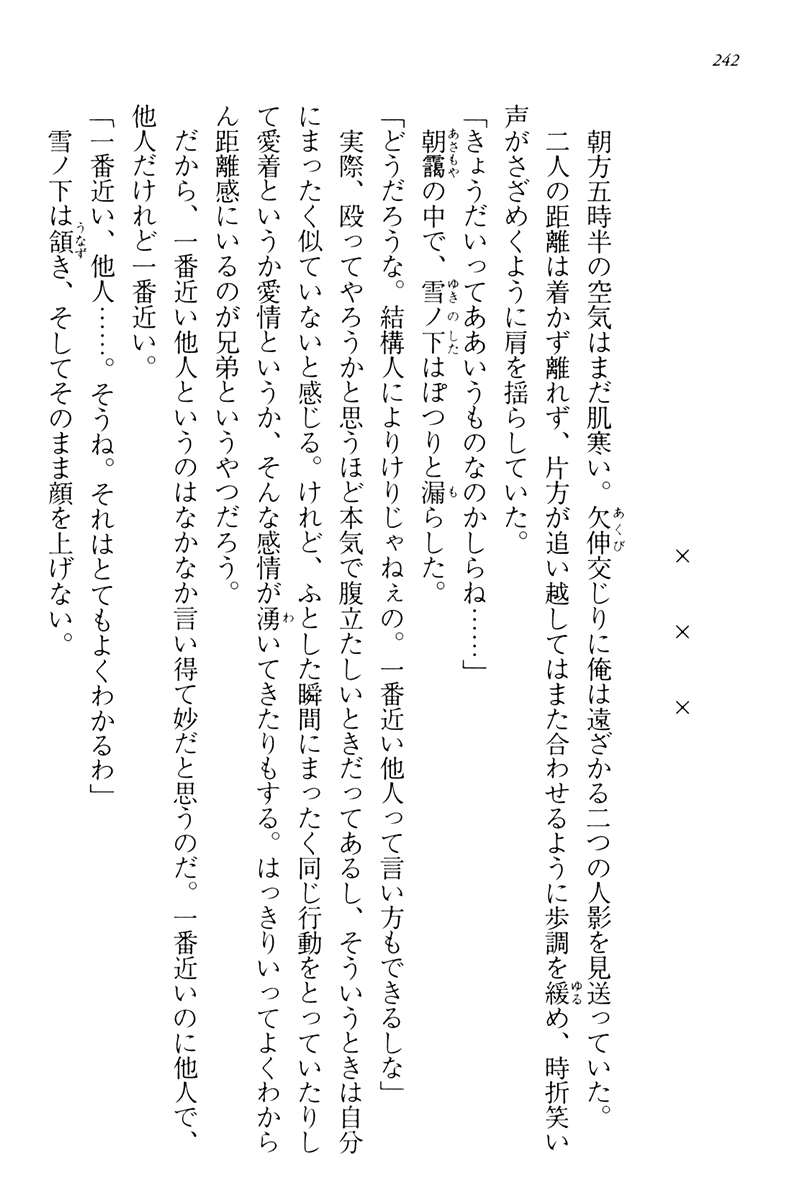 242
× × ×
朝方五時半の空気はまだ肌寒い。欠伸交じりに俺は遠ざかる二つの人影を見送っていた。
二人の距離は着かず離れず、片方が追い越してはまた合わせるように歩調を緩め、時折笑い
声がさざめくように肩を揺らしていた。
「きょうだいってああいうものなのかしらね……」
朝靄の中で、雪ノ下はぽつりと漏らした。
「どうだろうな。結構人によりけりじゃねぇの。一番近い他人って言い方もできるしな」
実際、殴ってやろうかと思うほど本気で腹立たしいときだってあるし、そういうときは自分
にまったく似ていないと感じる。けれど、ふとした瞬間にまったく同じ行動をとっていたりし
て愛着というか愛情というか、そんな感情が湧いてきたりもする。はっきりいってよくわから
ん距離感にいるのが兄弟というやつだろう。
だから、一番近い他人というのはなかなか言い得て妙だと思うのだ。一番近いのに他人で、
他人だけれど一番近い。
「一番近い、他人……。そうね。それはとてもよくわかるわ」
雪ノ下は頷き、そしてそのまま顔を上げない。